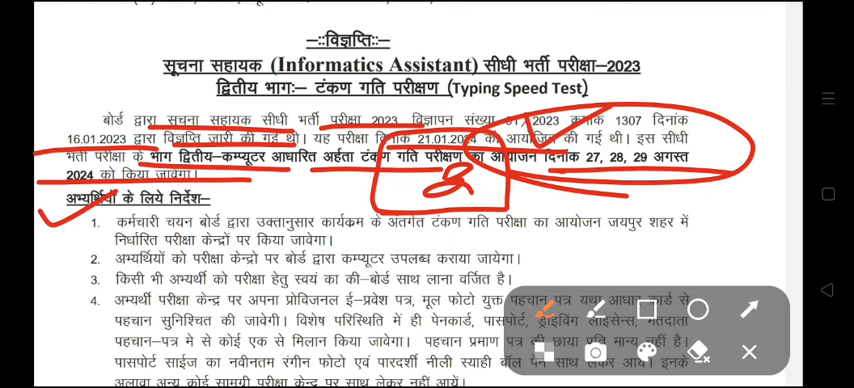 –::विज्ञप्तिः–
सूचना सहायक (Informatics Assistant) सीधी भर्ती परीक्षा–2023
द्वितीय भागः– टंकण गति परीक्षण (Typing Speed Test)
बोर्ड द्वारा सूचना सहायक सीधी भर्ती परीक्षा 2023 विज्ञापन संख्या 01/2023 क्रमांक 1307 दिनांक
16.01.2023 द्वारा विज्ञप्ति जारी की गई थी। यह परीक्षा दिनांक 21.01.2024 को आयोजित की गई थी। इस सीधी
भर्ती परीक्षा के भाग द्वितीय–कम्प्यूटर आधारित अर्हता टंकण गति परीक्षण का आयोजन दिनांक 27, 28, 29 अगस्त
2024 को किया जावेगा।
अभ्यर्थियों के लिये निर्देश–
1. कर्मचारी चयन बोर्ड द्वारा उक्तानुसार कार्यक्रम के अंतर्गत टंकण गति परीक्षा का आयोजन जयपुर शहर में
निर्धारित परीक्षा केन्द्रों पर किया जावेगा।
2. अभ्यर्थियों को परीक्षा केन्द्रो पर बोर्ड द्वारा कम्प्यूटर उपलब्ध कराया जायेगा।
3. किसी भी अभ्यर्थी को परीक्षा हेतु स्वयं का की–बोर्ड साथ लाना वर्जित है।
4. अभ्यर्थी परीक्षा केन्द्र पर अपना प्रोविजनल ई–प्रवेश पत्र, मूल फोटो युक्त पहचान पत्र यथा आधार कार्ड से
पहचान सुनिश्चित की जावेगी। विशेष परिस्थिति में ही पेनकार्ड, पासपोर्ट, ड्राईविंग लाईसेन्स, मतदाता
पहचान–पत्र मे से कोई एक से मिलान किया जावेगा। पहचान प्रमाण पत्र की छाया प्रति मान्य नहीं है।
पासपोर्ट साईज का नवीनतम रंगीन फोटो एवं पारदर्शी नीली स्याही बॉल पेन साथ लेकर आयें। इनके
अलावा अन्य कोई सामग्री परीक्षा केन्द्र पर साथ लेकर नहीं आयें।